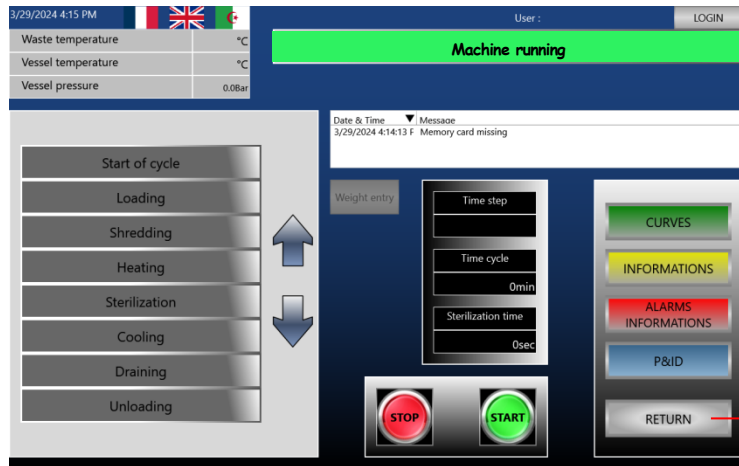 3/29/2024 4:15 PM
User :
LOGIN
Waste temperature °C
Vessel temperature °C
Vessel pressure 0.0Bar
Machine running
Date & Time Message
3/29/2024 4:14:13 P Memory card missing
Start of cycle
Loading
Shredding
Heating
Sterilization
Cooling
Draining
Unloading
Weight entry
Time step
Time cycle
0min
Sterilization time
0sec
STOP
START
CURVES
INFORMATIONS
ALARMS
INFORMATIONS
P&ID
RETURN